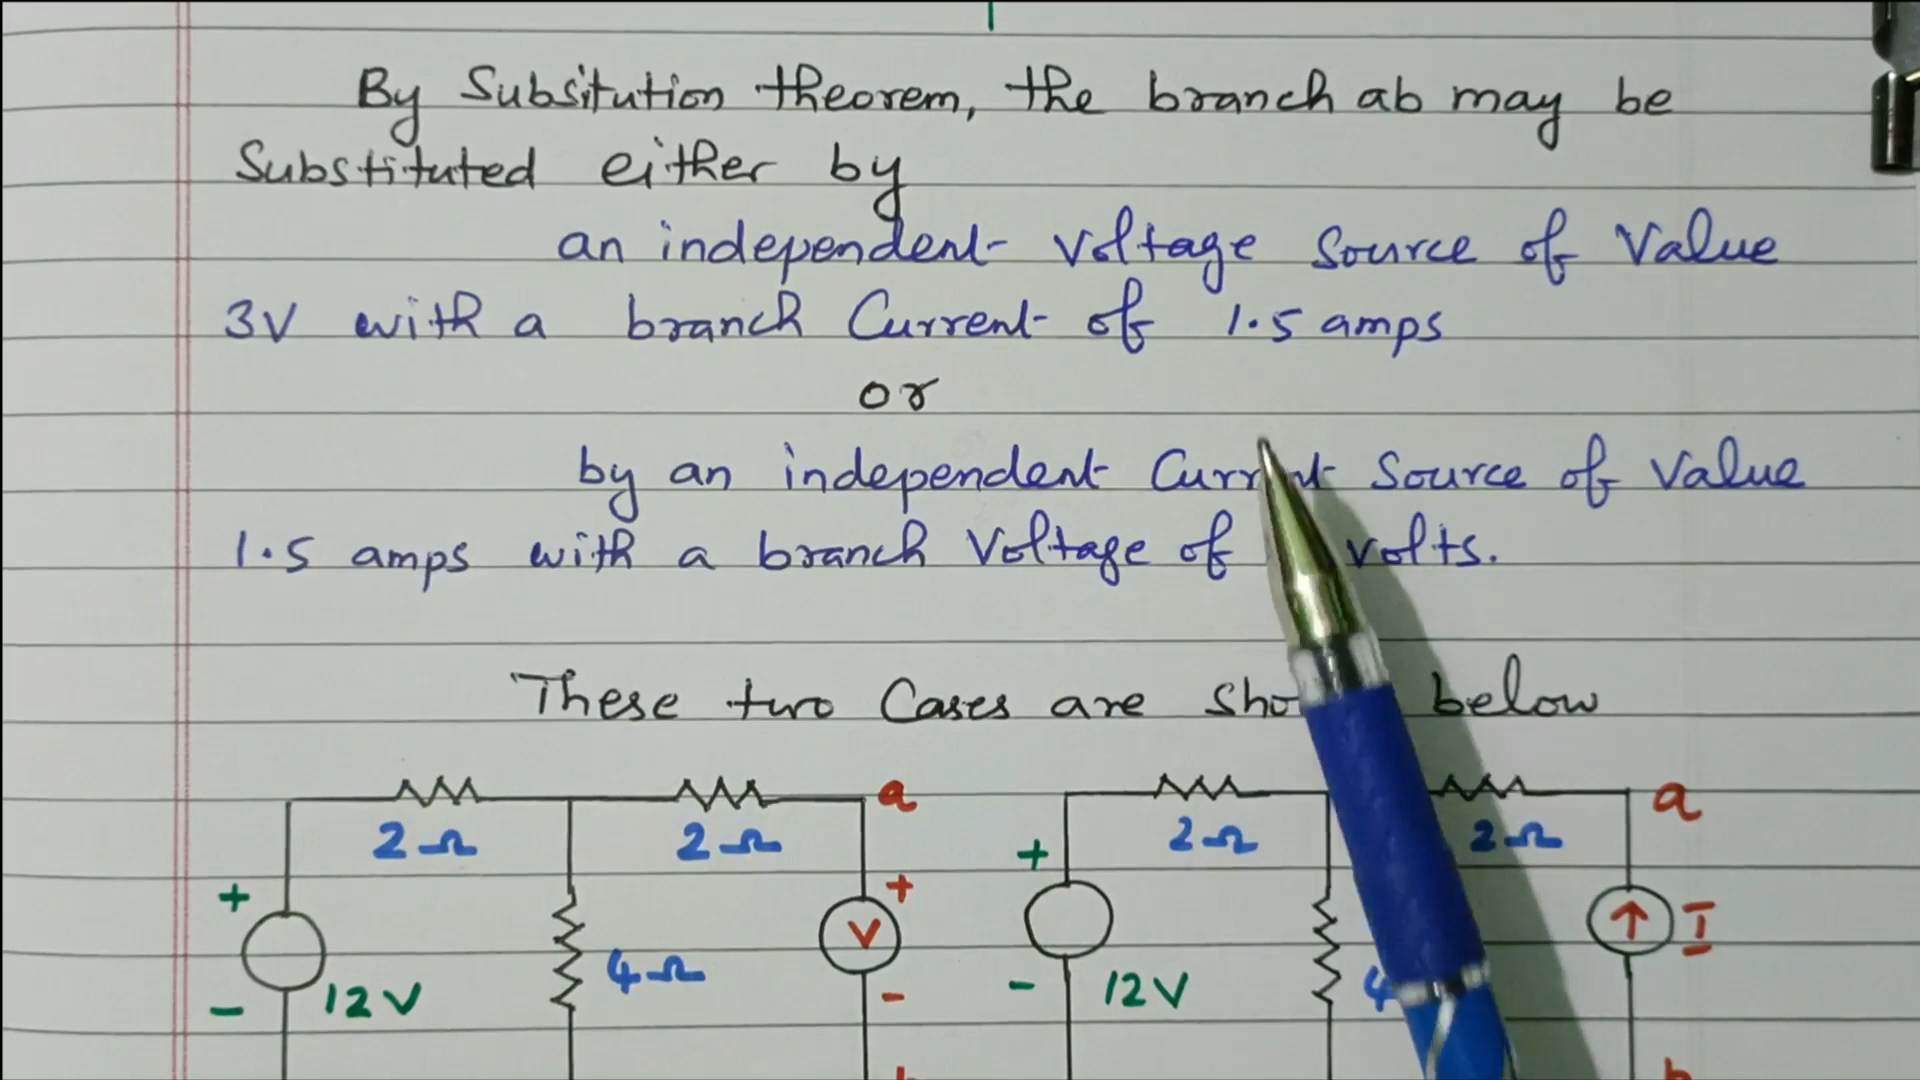 By Subsitution theorem, the branch ab may be
Substituted either by
an independent voltage source of value
3V with a branch Current of 1.5 amps
or
by an independent Current source of value
1.5 amps with a branch voltage of volts.
These two Cases are below
a a
2Ω 2Ω 2Ω 2Ω
+ + +
V ↑ I
4Ω 4
- 12V - - 12V